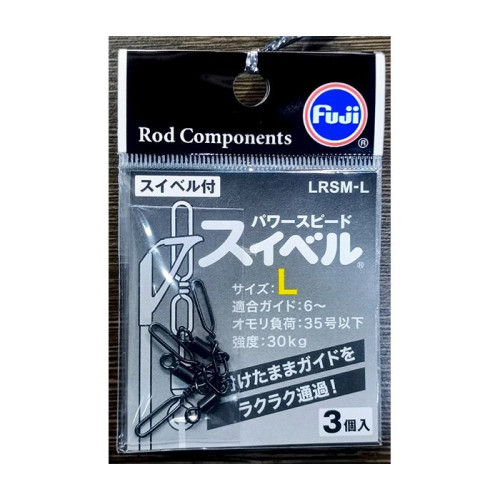 Fuji
®
Rod Components
スイベル付
LRSM-L
パワースピード
スイベル®
サイズ:L
適合ガイド:6～
オモリ負荷:35号以下
強度:30kg
けたままガイドを
ラクラク通過!
3個入